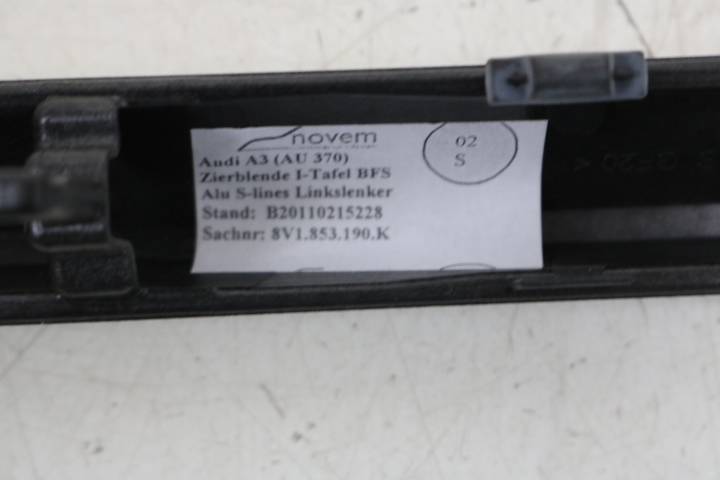 novem
02
S
Audi A3 (AU 370)
Zierblende I-Tafel BFS
Alu S-lines Linkslenker
Stand: B20110215228
Sachnr: 8V1.853.190.K